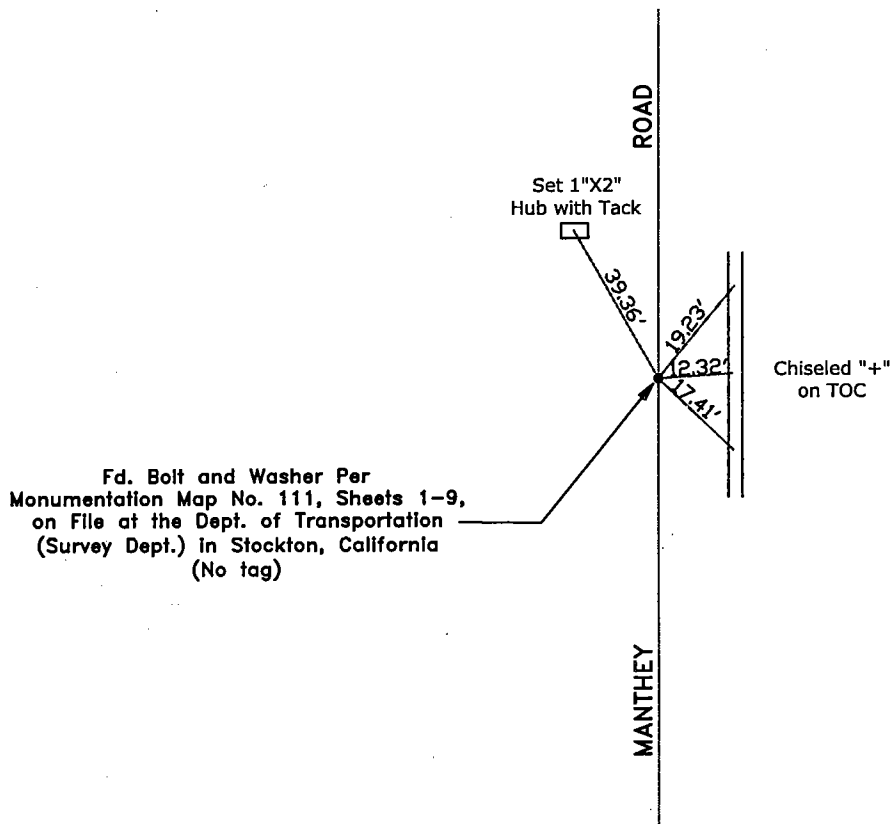 ROAD
Set 1"X2"
Hub with Tack
39.36'
19.23'
12.32'
17.41'
Chiseled "+"
on TOC
Fd. Bolt and Washer Per
Monumentation Map No. 111, Sheets 1-9,
on File at the Dept. of Transportation
(Survey Dept.) in Stockton, California
(No tag)
MANTHEY